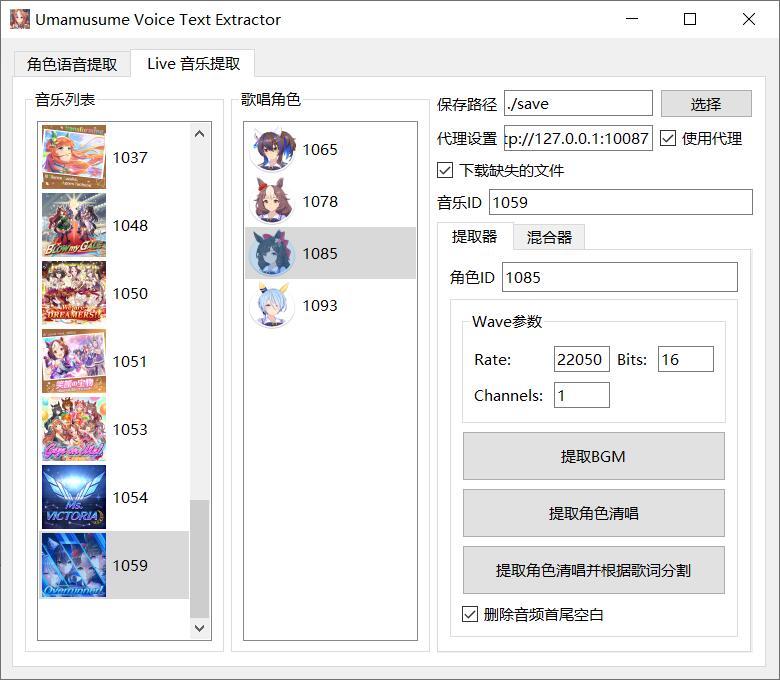 Umamusume Voice Text Extractor
角色语音提取
Live 音乐提取
音乐列表
1037
1048
BLOW my GALE
1050
DREAMERS!!
1051
笑顔の宝物
1053
1054
Ms. VICTORIA
1059
歌唱角色
1065
1078
1085
1093
保存路径
./save
选择
代理设置
tp://127.0.0.1:10087
使用代理
下载缺失的文件
音乐ID
1059
提取器
混合器
角色ID
1085
Wave参数
Rate:
22050
Bits:
16
Channels:
1
提取BGM
提取角色清唱
提取角色清唱并根据歌词分割
删除音频首尾空白